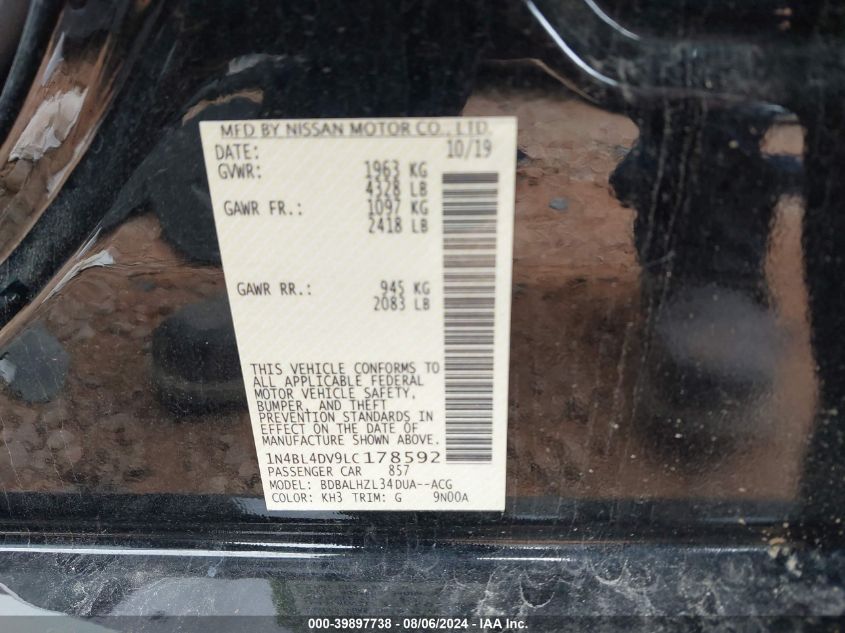 MFD BY NISSAN MOTOR CO., LTD.
DATE: 10/19
GVWR: 1963 KG
4328 LB
GAWR FR.: 1097 KG
2418 LB
GAWR RR.: 945 KG
2083 LB
THIS VEHICLE CONFORMS TO
ALL APPLICABLE FEDERAL
MOTOR VEHICLE SAFETY,
BUMPER, AND THEFT
PREVENTION STANDARDS IN
EFFECT ON THE DATE OF
MANUFACTURE SHOWN ABOVE.
1N4BL4DV9LC178592
PASSENGER CAR 857
MODEL: BDBALHZL34DUA--ACG
COLOR: KH3 TRIM: G 9N00A
000-39897738 - 08/06/2024 - IAA Inc.